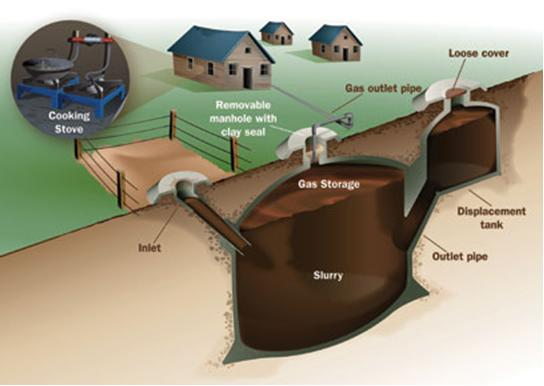 Cooking
Stove
Removable
manhole with
clay seal
Gas outlet pipe
Loose cover
Gas Storage
Inlet
Slurry
Displacement
tank
Outlet pipe